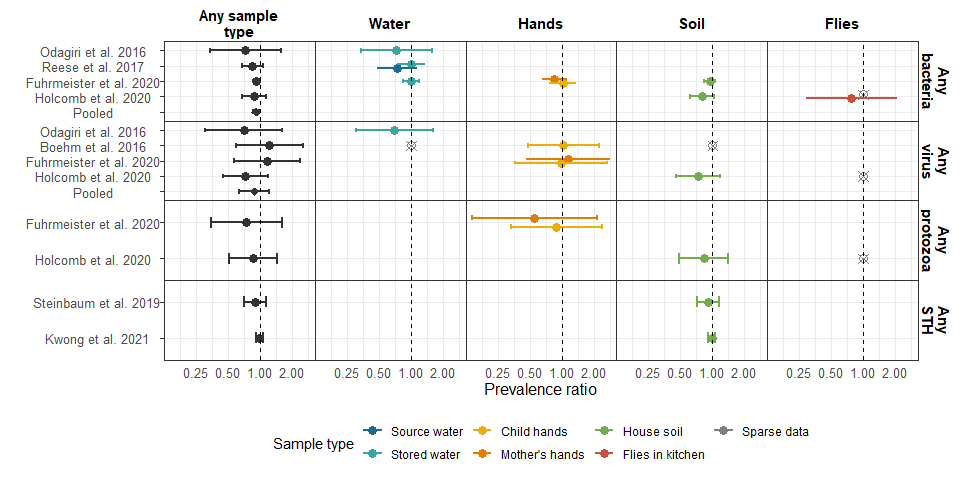 Any sample
type
Water
Hands
Soil
Flies
Odagiri et al. 2016
Reese et al. 2017
Fuhrmeister et al. 2020
Holcomb et al. 2020
Pooled
Any
bacteria
Odagiri et al. 2016
Boehm et al. 2016
Fuhrmeister et al. 2020
Holcomb et al. 2020
Pooled
Any
virus
Fuhrmeister et al. 2020
Holcomb et al. 2020
Any
protozoa
Steinbaum et al. 2019
Kwong et al. 2021
Any
STH
0.25 0.50 1.00 2.00 0.25 0.50 1.00 2.00 0.25 0.50 1.00 2.00 0.25 0.50 1.00 2.00 0.25 0.50 1.00 2.00
Prevalence ratio
Sample type
Source water Child hands House soil Sparse data
Stored water Mother's hands Flies in kitchen